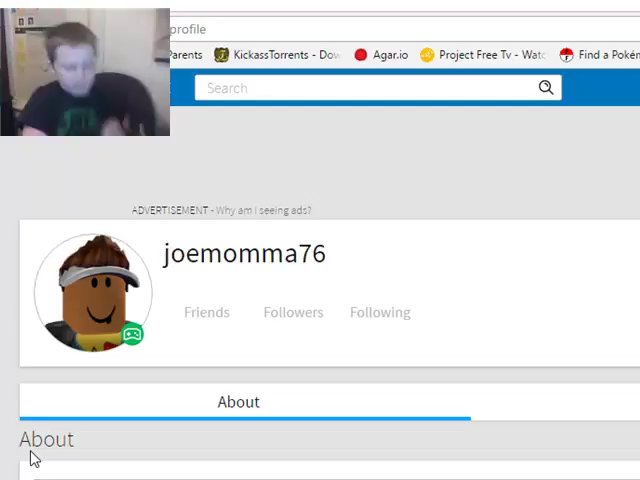 profile
Parents KickassTorrents - Dow Agar.io Project Free Tv - Watc Find a Pokém
Search
ADVERTISEMENT - Why am I seeing ads?
joemomma76
Friends Followers Following
About
About